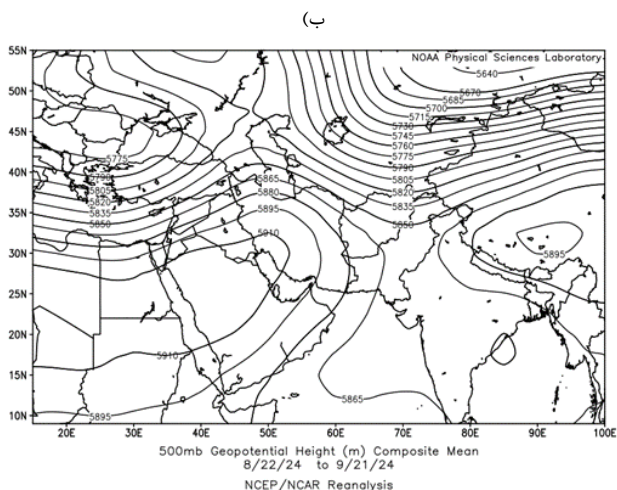 ب)
NOAA Physical Sciences Laboratory
55N
50N
45N
40N
35N
30N
25N
20N
15N
10N
5640
5670
5685
5700
5715
5730
5745
5760
5775
5790
5805
5820
5835
5850
5775
5790
5805
5820
5835
5850
5865
5880
5895
5910
5895
5910
5865
5895
20E 30E 40E 50E 60E 70E 80E 90E 100E
500mb Geopotential Height (m) Composite Mean
8/22/24 to 9/21/24
NCEP/NCAR Reanalysis